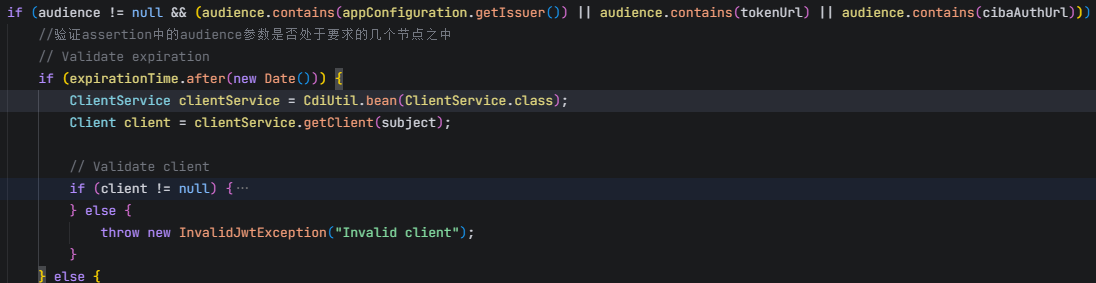 if (audience != null && (audience.contains(appConfiguration.getIssuer()) || audience.contains(tokenUrl) || audience.contains(cibaAuthUrl)))
//验证assertion中的audience参数是否处于要求的几个节点之中
// Validate expiration
if (expirationTime.after(new Date())) {
ClientService clientService = CdiUtil.bean(ClientService.class);
Client client = clientService.getClient(subject);
// Validate client
if (client != null) {···
} else {
throw new InvalidJwtException("Invalid client");
}
} else {